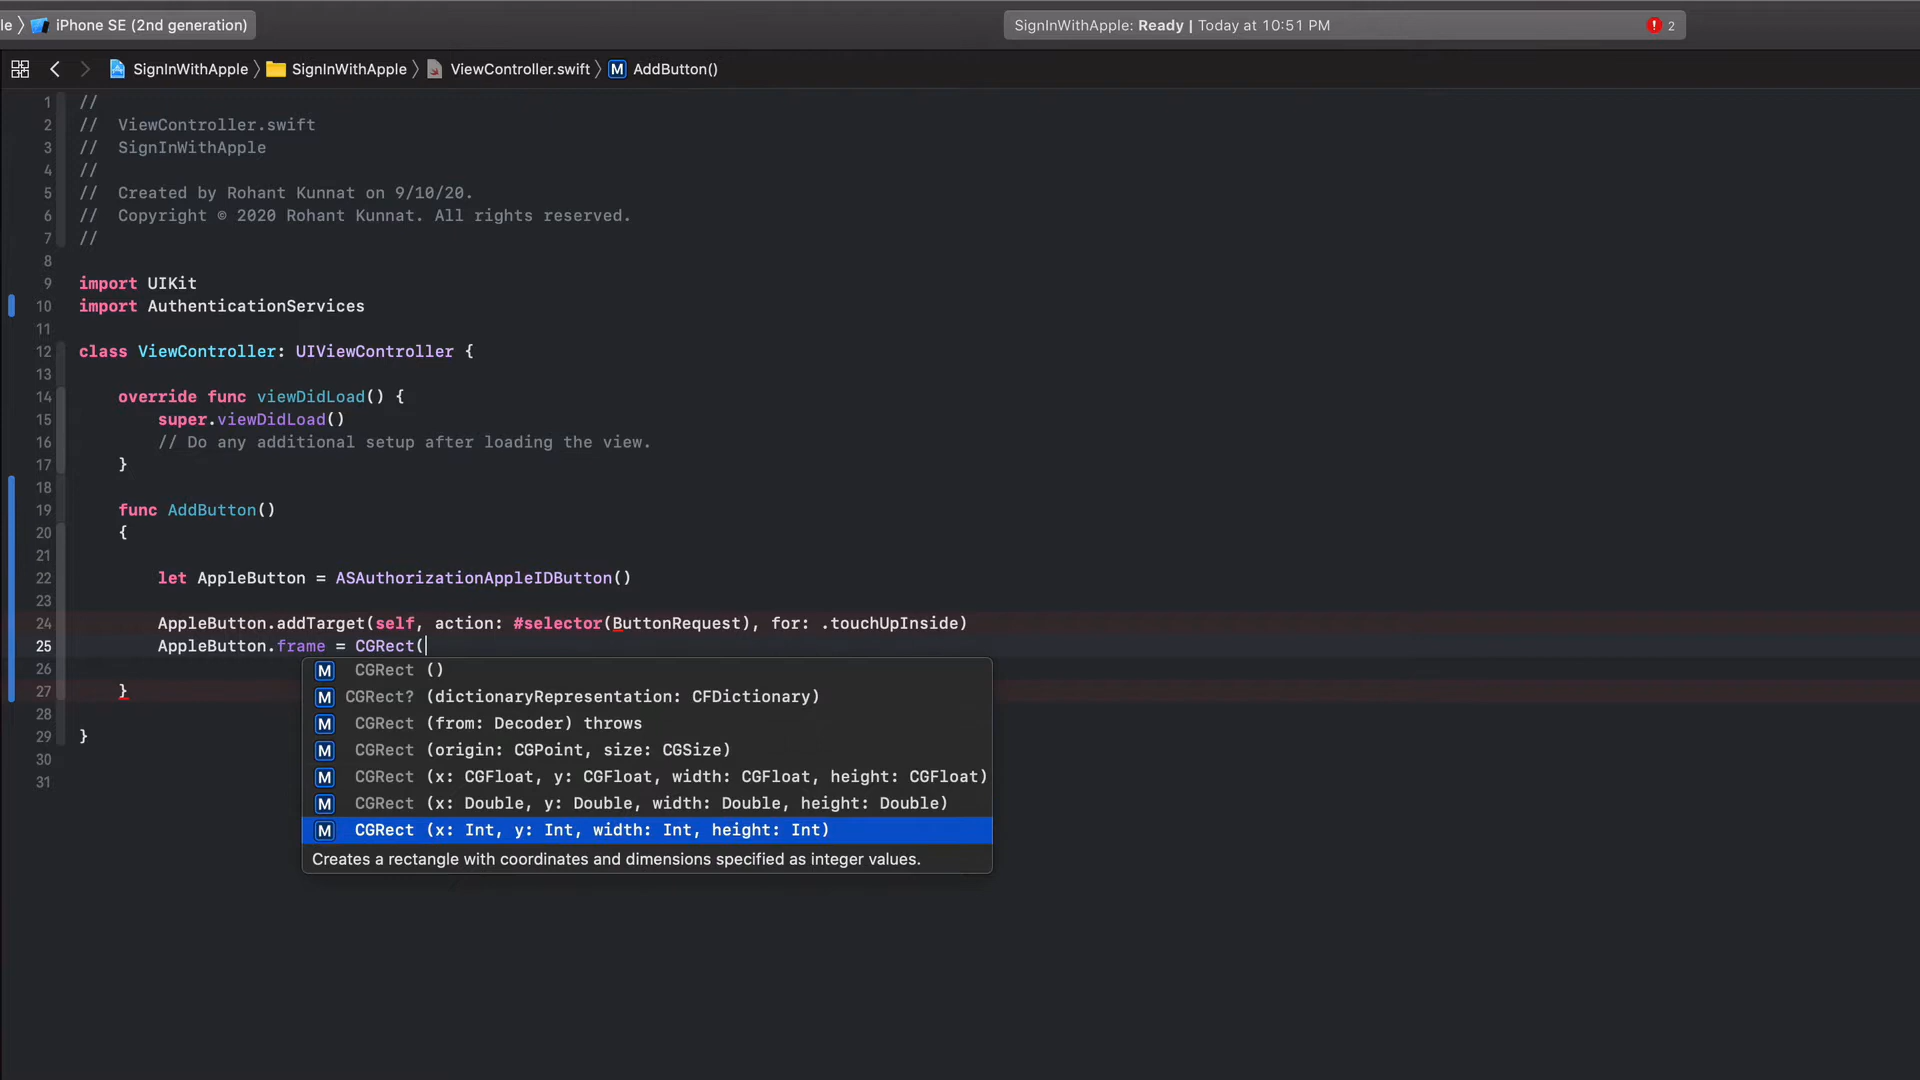 le 〉 iPhone SE (2nd generation)
SignInWithApple: Ready | Today at 10:51 PM
2
SignInWithApple 〉 SignInWithApple 〉 ViewController.swift 〉 M AddButton()
1 //
2 //  ViewController.swift
3 //  SignInWithApple
4 //
5 //  Created by Rohant Kunnat on 9/10/20.
6 //  Copyright © 2020 Rohant Kunnat. All rights reserved.
7 //
8
9 import UIKit
10 import AuthenticationServices
11
12 class ViewController: UIViewController {
13
14 override func viewDidLoad() {
15 super.viewDidLoad()
16 // Do any additional setup after loading the view.
17 }
18
19 func AddButton()
20 {
21
22 let AppleButton = ASAuthorizationAppleIDButton()
23
24 AppleButton.addTarget(self, action: #selector(ButtonRequest), for: .touchUpInside)
25 AppleButton.frame = CGRect(
26
M CGRect ()
27 }
M CGRect? (dictionaryRepresentation: CFDictionary)
28
M CGRect (from: Decoder) throws
29 }
M CGRect (origin: CGPoint, size: CGSize)
30
M CGRect (x: CGFloat, y: CGFloat, width: CGFloat, height: CGFloat)
31
M CGRect (x: Double, y: Double, width: Double, height: Double)
M CGRect (x: Int, y: Int, width: Int, height: Int)
Creates a rectangle with coordinates and dimensions specified as integer values.